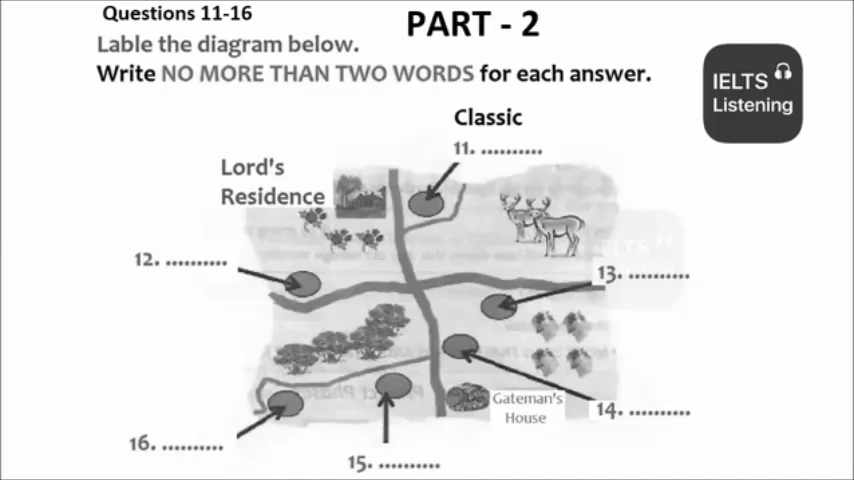 Questions 11-16
PART - 2
Lable the diagram below.
Write NO MORE THAN TWO WORDS for each answer.
IELTS
Listening
Classic
11. ..........
Lord's
Residence
12. ..........
IELTS
13. ..........
Gateman's
House
14. ..........
16. ..........
15. ..........